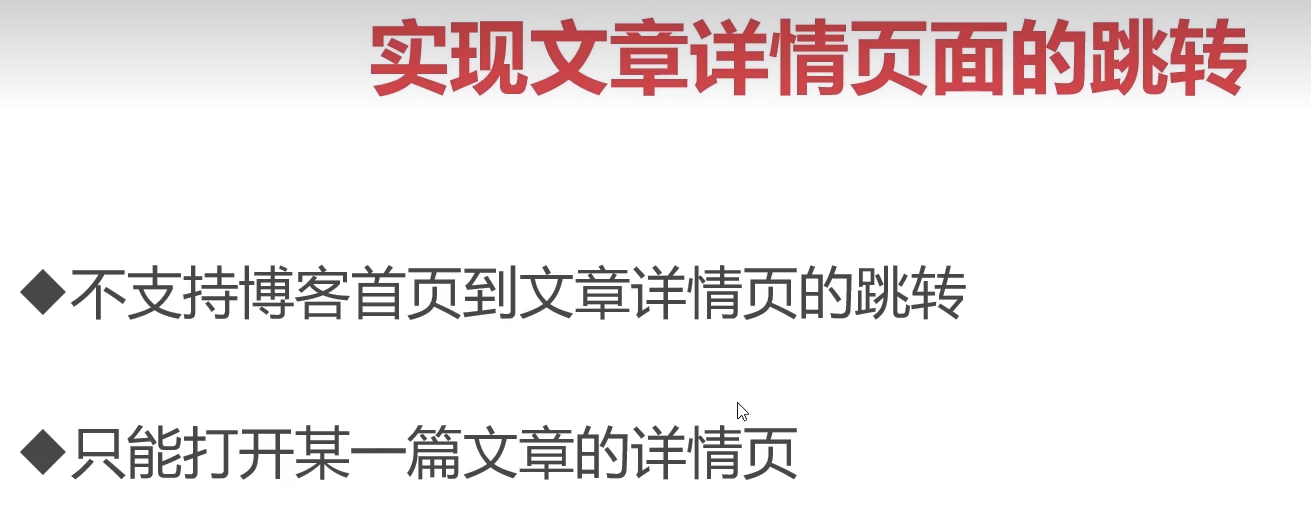 实现文章详情页面的跳转
◆不支持博客首页到文章详情页的跳转
◆只能打开某一篇文章的详情页